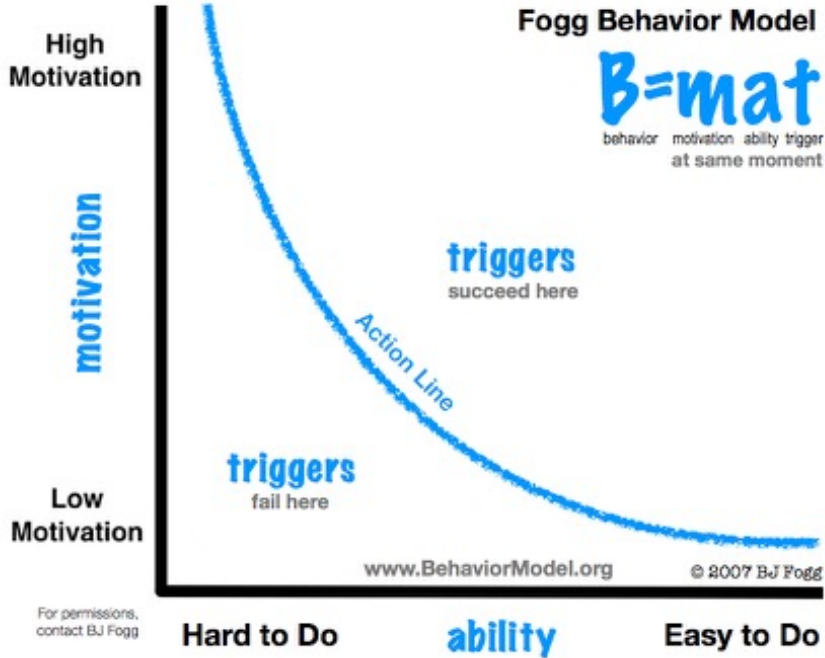 Fogg Behavior Model
B=mat
behavior motivation ability trigger
at same moment
High
Motivation
motivation
triggers
succeed here
Action Line
triggers
fail here
Low
Motivation
www.BehaviorModel.org
© 2007 BJ Fogg
For permissions,
contact BJ Fogg
Hard to Do
ability
Easy to Do